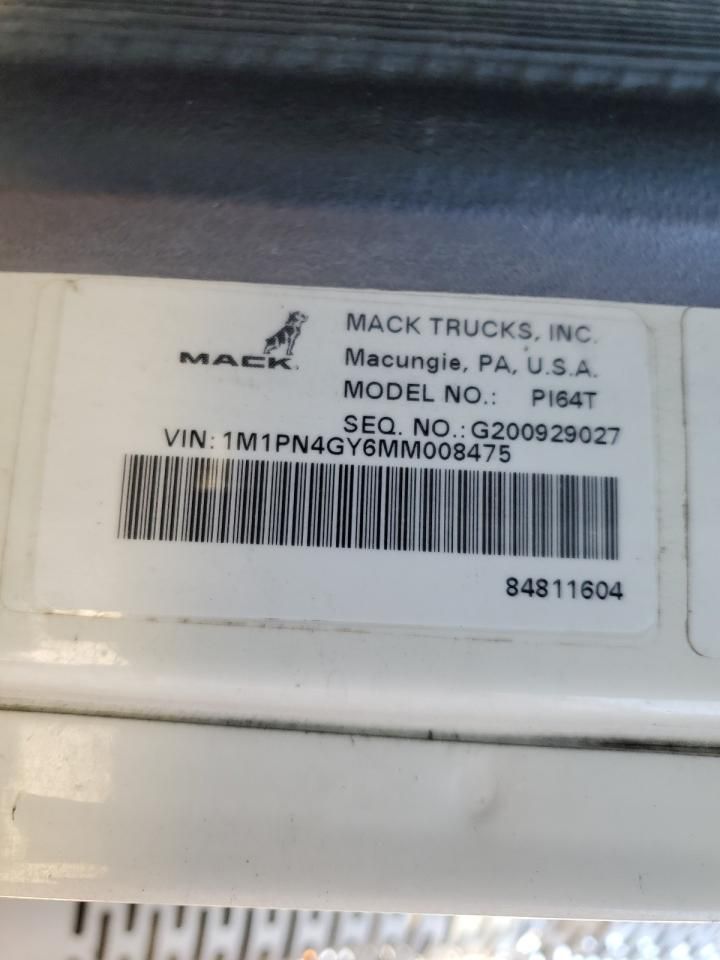 MACK
MACK TRUCKS, INC.
Macungie, PA, U.S.A.
MODEL NO.: PI64T
SEQ. NO.: G200929027
VIN: 1M1PN4GY6MM008475
84811604